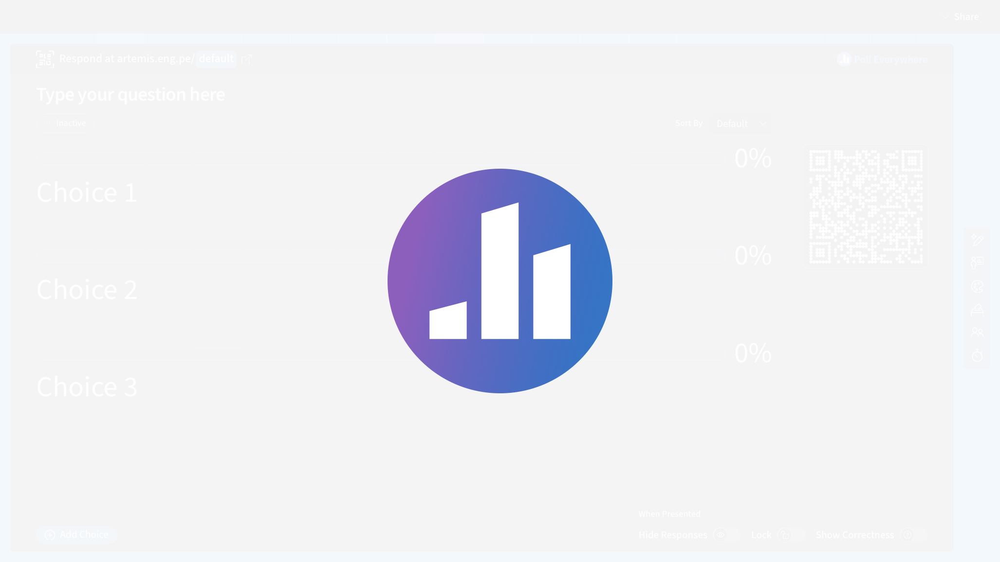 Share
Respond at artemis.eng.pe/ default
Poll Everywhere
Type your question here
Inactive
Sort By Default
0%
Choice 1
0%
Choice 2
0%
Choice 3
When Presented
Add Choice
Hide Responses Lock Show Correctness